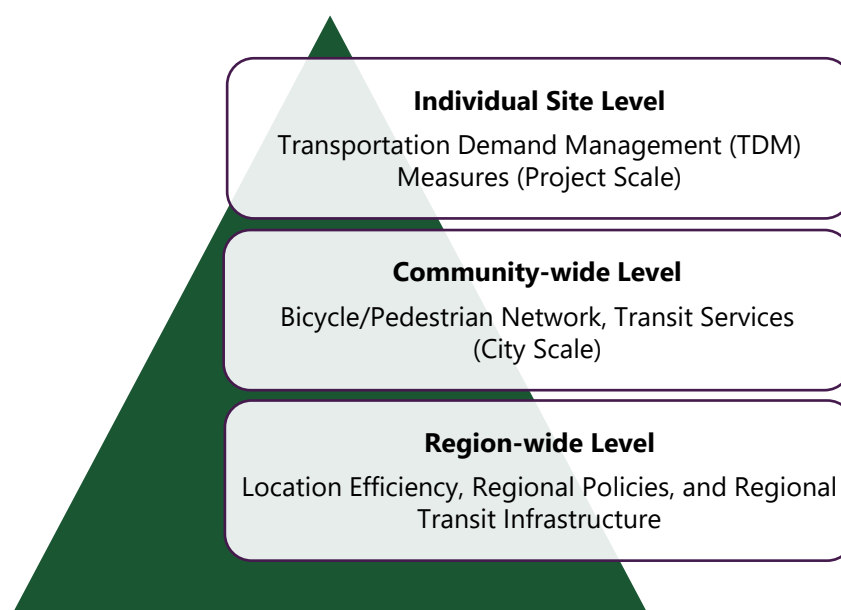 Individual Site Level
Transportation Demand Management (TDM)
Measures (Project Scale)
Community-wide Level
Bicycle/Pedestrian Network, Transit Services
(City Scale)
Region-wide Level
Location Efficiency, Regional Policies, and Regional
Transit Infrastructure